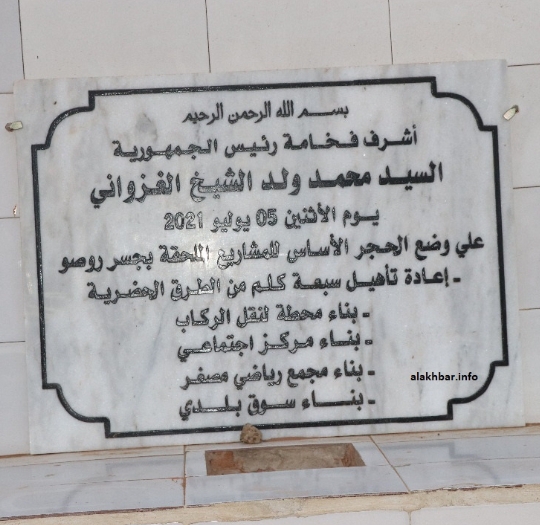 بسم الله الرحمن الرحيم
أشرف فخامة رئيس الجمهورية
السيد محمد ولد الشيخ الغزواني
يوم الأثنين 05 يوليو 2021
علي وضع الحجر الأساس للمشاريع الملحقة بجسر روصو
- إعادة تأهيل سبعة كلم من الطرق الحضرية
- بناء محطة لنقل الركاب
- بناء مركز اجتماعي
- بناء مجمع رياضي مصغر
- بناء سوق بلدي
alakhbar.info